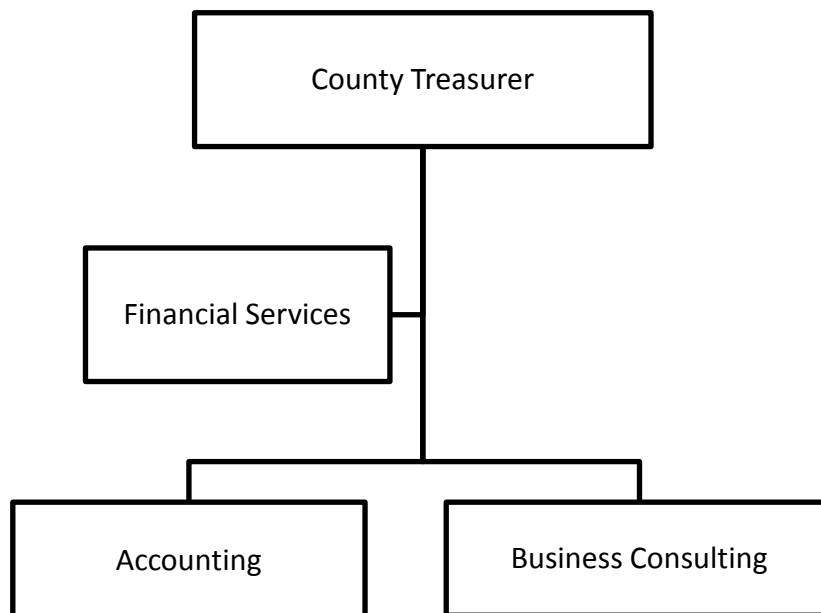 County Treasurer
Financial Services
Accounting
Business Consulting